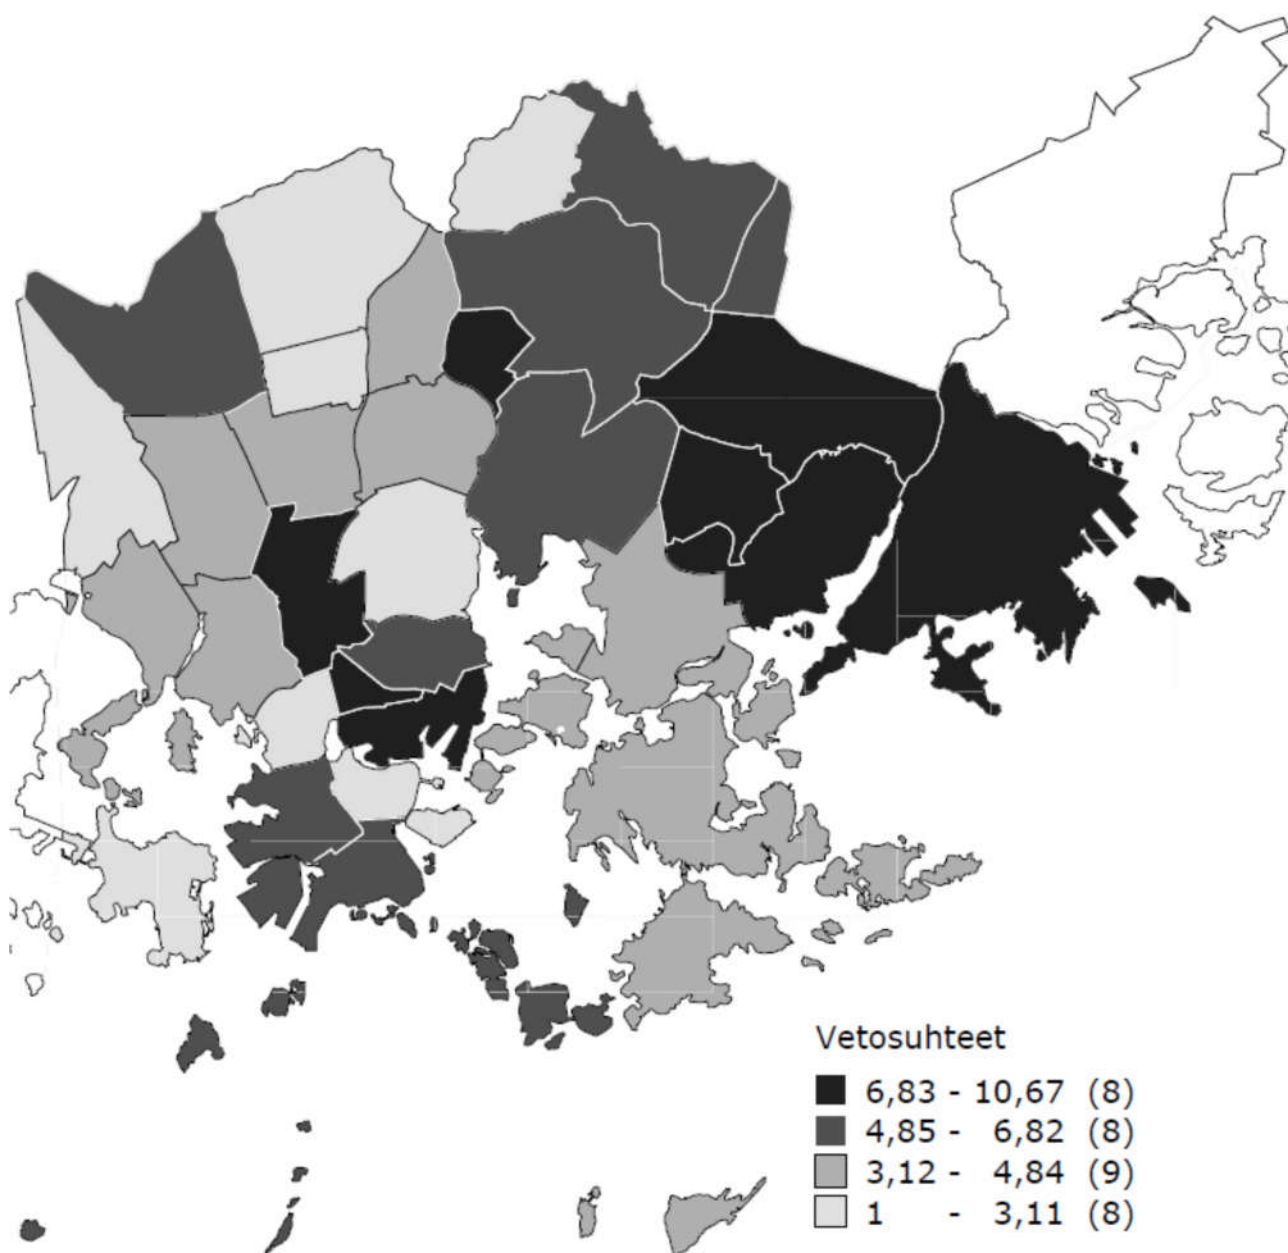 Vetosuhteet
6,83 - 10,67 (8)
4,85 - 6,82 (8)
3,12 - 4,84 (9)
1 - 3,11 (8)